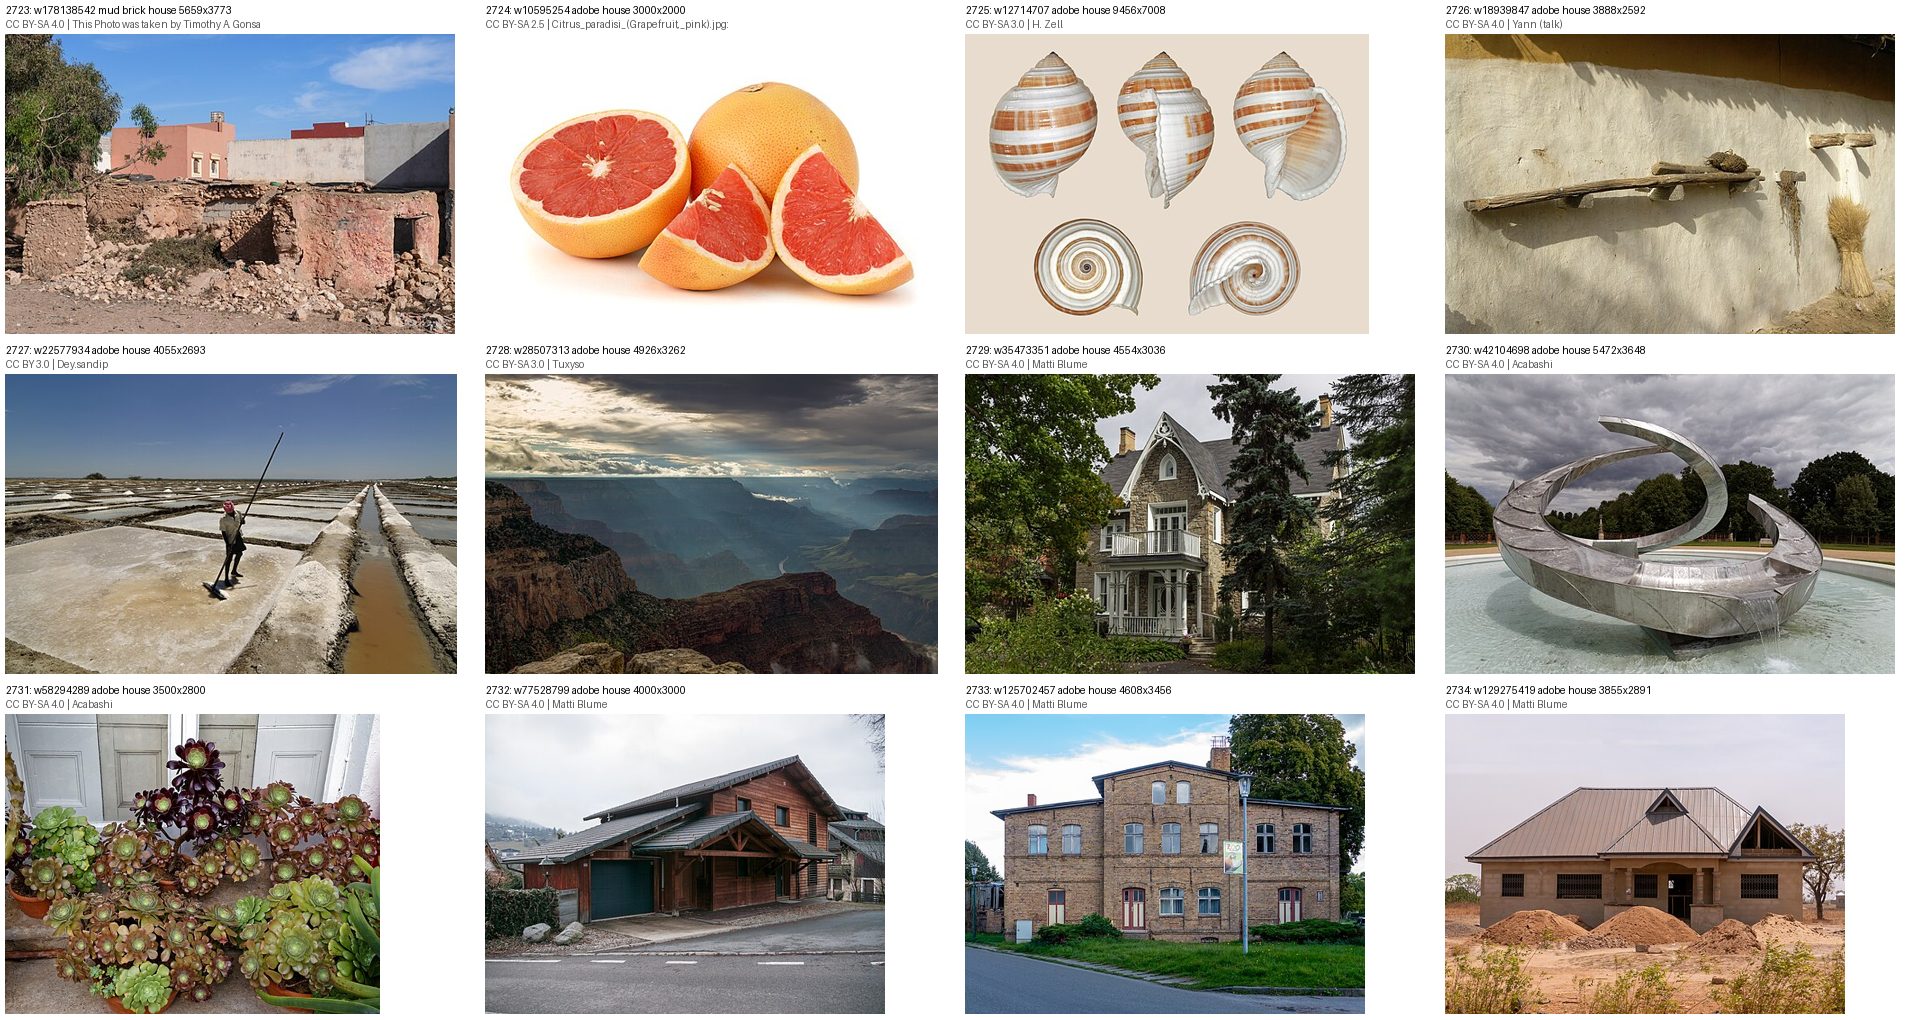 2723: w178138542 mud brick house 5659x3773
CC BY-SA 4.0 | This Photo was taken by Timothy A Gonsa
2724: w10595254 adobe house 3000x2000
CC BY-SA 2.5 | Citrus_paradisi_(Grapefruit,_pink).jpg:
2725: w12714707 adobe house 9456x7008
CC BY-SA 3.0 | H. Zell
2726: w18939847 adobe house 3888x2592
CC BY-SA 4.0 | Yann (talk)
2727: w22577934 adobe house 4055x2693
CC BY 3.0 | Dey.sandip
2728: w28507313 adobe house 4926x3262
CC BY-SA 3.0 | Tuxyso
2729: w35473351 adobe house 4554x3036
CC BY-SA 4.0 | Matti Blume
2730: w42104698 adobe house 5472x3648
CC BY-SA 4.0 | Acabashi
2731: w58294289 adobe house 3500x2800
CC BY-SA 4.0 | Acabashi
2732: w77528799 adobe house 4000x3000
CC BY-SA 4.0 | Matti Blume
2733: w125702457 adobe house 4608x3456
CC BY-SA 4.0 | Matti Blume
2734: w129275419 adobe house 3855x2891
CC BY-SA 4.0 | Matti Blume